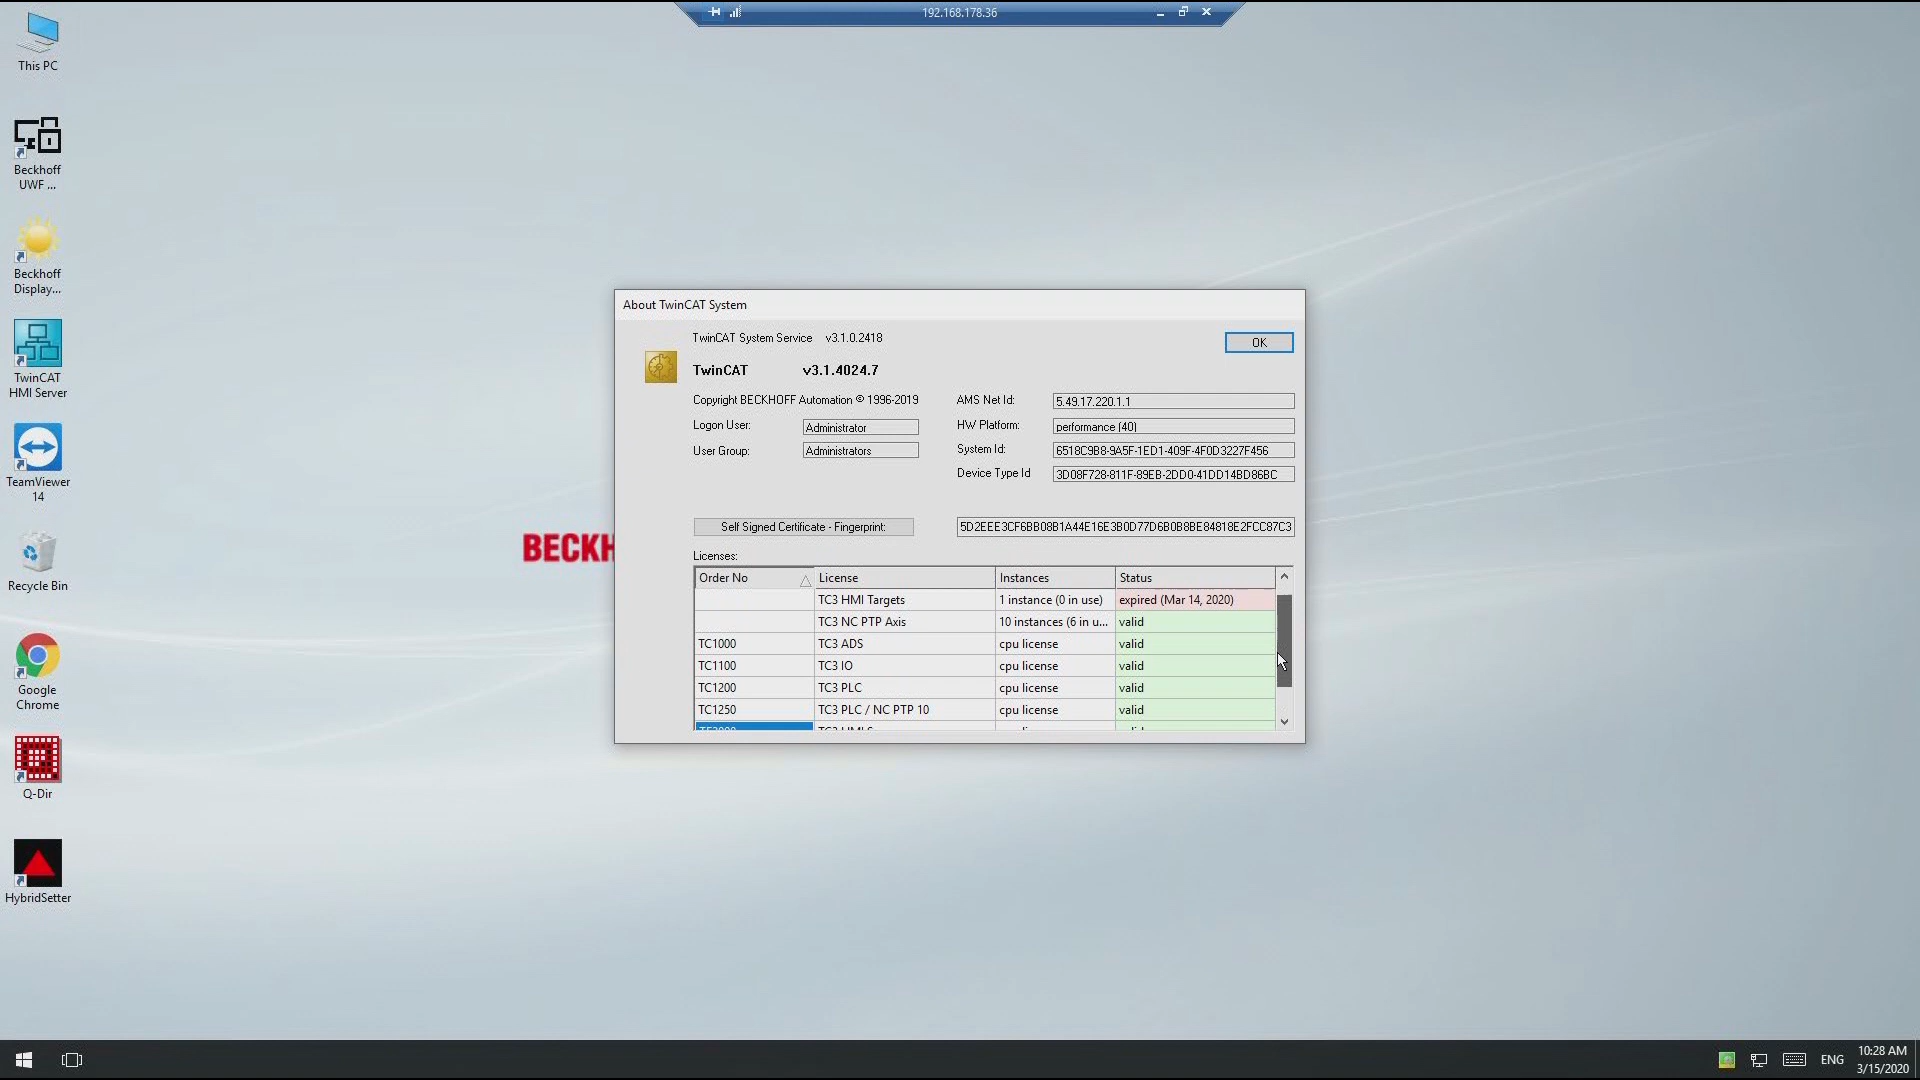 192.168.178.36
This PC
Beckhoff
UWF ...
Beckhoff
Display...
TwinCAT
HMI Server
TeamViewer
14
Recycle Bin
Google
Chrome
Q-Dir
HybridSetter
BECKH
About TwinCAT System
TwinCAT System Service v3.1.0.2418
OK
TwinCAT v3.1.4024.7
Copyright BECKHOFF Automation © 1996-2019
AMS Net Id: 5.49.17.220.1.1
Logon User: Administrator
HW Platform: performance (40)
User Group: Administrators
System Id: 6518C9B8-9A5F-1ED1-409F-4F0D3227F456
Device Type Id 3D08F728-811F-89EB-2DD0-41DD14BD86BC
Self Signed Certificate - Fingerprint: 5D2EEE3CF6BB08B1A44E16E3B0D77D6B0B8BE84818E2FCC87C3
Licenses:
Order No License Instances Status
TC3 HMI Targets 1 instance (0 in use) expired (Mar 14, 2020)
TC3 NC PTP Axis 10 instances (6 in u... valid
TC1000 TC3 ADS cpu license valid
TC1100 TC3 IO cpu license valid
TC1200 TC3 PLC cpu license valid
TC1250 TC3 PLC / NC PTP 10 cpu license valid
ENG
10:28 AM
3/15/2020